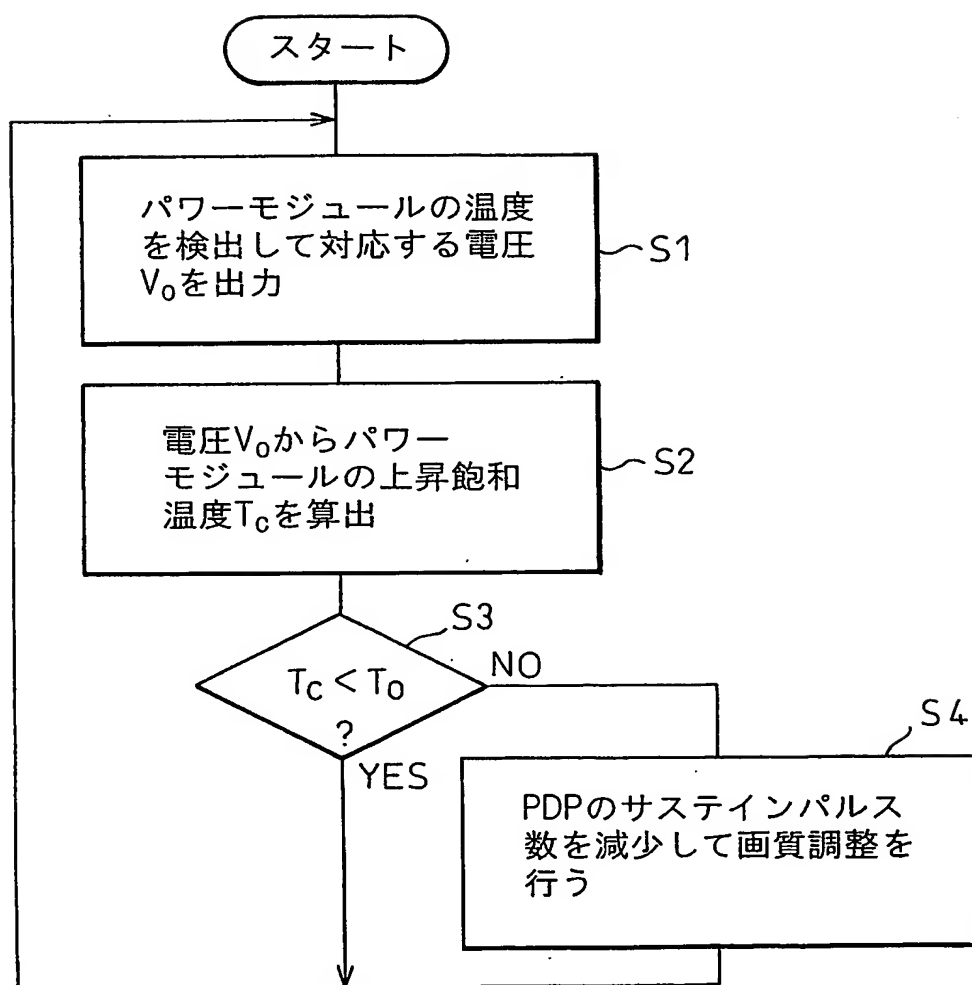 スタート
パワーモジュールの温度
を検出して対応する電圧
V₀を出力
S1
電圧V₀からパワー
モジュールの上昇飽和
温度Tcを算出
S2
S3
Tc < T₀
?
NO
YES
S4
PDPのサステインパルス
数を減少して画質調整を
行う